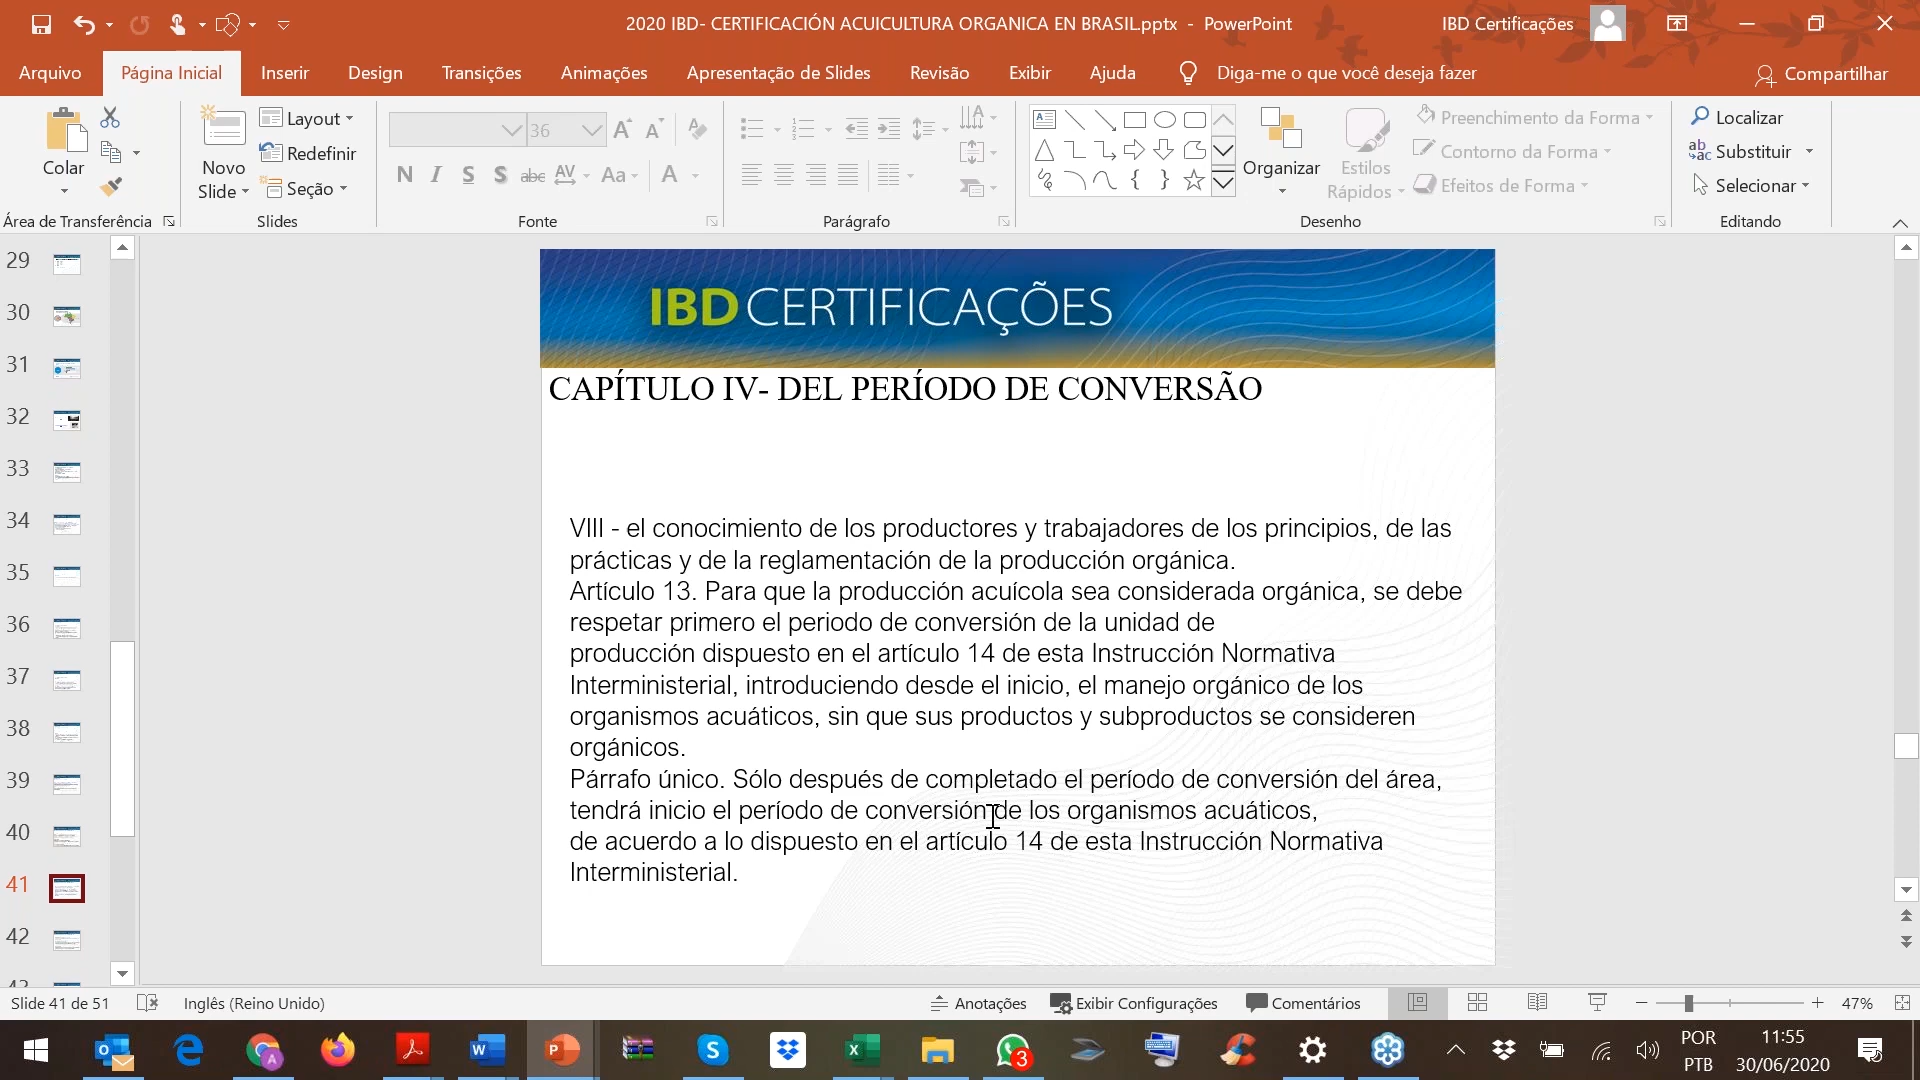 2020 IBD- CERTIFICACIÓN ACUICULTURA ORGANICA EN BRASIL.pptx - PowerPoint
IBD Certificações
Arquivo
Página Inicial
Inserir
Design
Transições
Animações
Apresentação de Slides
Revisão
Exibir
Ajuda
Diga-me o que você deseja fazer
Compartilhar
Colar
Área de Transferência
Novo
Slide
Layout
Redefinir
Seção
Slides
36
N I S S abc AV Aa A
Fonte
Parágrafo
Organizar
Estilos
Rápidos
Preenchimento da Forma
Contorno da Forma
Efeitos de Forma
Desenho
Localizar
Substituir
Selecionar
Editando
29
30
31
32
33
34
35
36
37
38
39
40
41
42
IBD CERTIFICAÇÕES
CAPÍTULO IV- DEL PERÍODO DE CONVERSÃO
VIII - el conocimiento de los productores y trabajadores de los principios, de las
prácticas y de la reglamentación de la producción orgánica.
Artículo 13. Para que la producción acuícola sea considerada orgánica, se debe
respetar primero el periodo de conversión de la unidad de
producción dispuesto en el artículo 14 de esta Instrucción Normativa
Interministerial, introduciendo desde el inicio, el manejo orgánico de los
organismos acuáticos, sin que sus productos y subproductos se consideren
orgánicos.
Párrafo único. Sólo después de completado el período de conversión del área,
tendrá inicio el período de conversión de los organismos acuáticos,
de acuerdo a lo dispuesto en el artículo 14 de esta Instrucción Normativa
Interministerial.
Slide 41 de 51
Inglês (Reino Unido)
Anotações
Exibir Configurações
Comentários
47%
3
POR
PTB
11:55
30/06/2020